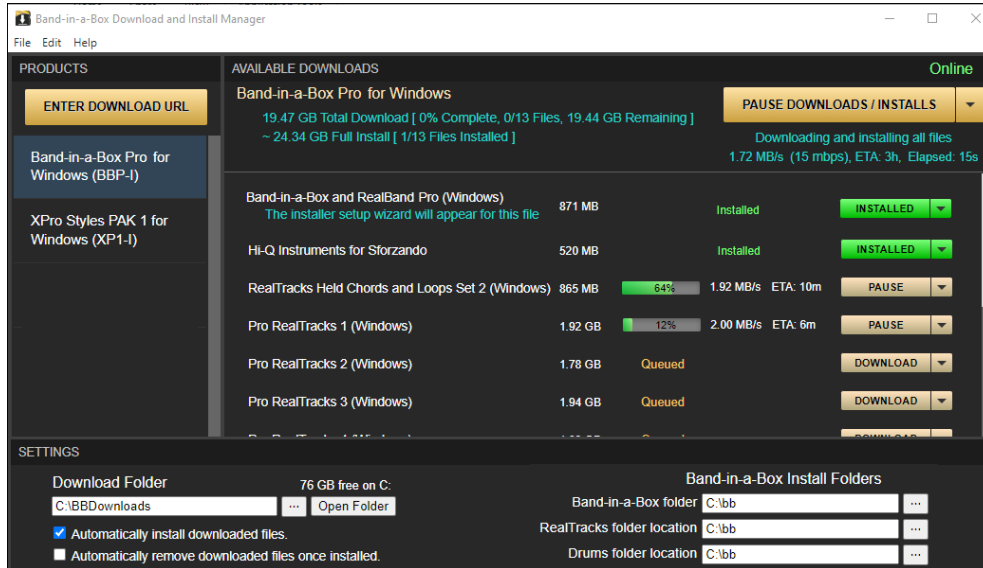 Band-in-a-Box Download and Install Manager
File Edit Help
PRODUCTS
AVAILABLE DOWNLOADS
Online
ENTER DOWNLOAD URL
Band-in-a-Box Pro for Windows (BBP-I)
XPro Styles PAK 1 for Windows (XP1-I)
Band-in-a-Box Pro for Windows
19.47 GB Total Download [ 0% Complete, 0/13 Files, 19.44 GB Remaining ]
~ 24.34 GB Full Install [ 1/13 Files Installed ]
PAUSE DOWNLOADS / INSTALLS
Downloading and installing all files
1.72 MB/s (15 mbps), ETA: 3h, Elapsed: 15s
Band-in-a-Box and RealBand Pro (Windows)
The installer setup wizard will appear for this file
871 MB Installed INSTALLED
Hi-Q Instruments for Sforzando 520 MB Installed INSTALLED
RealTracks Held Chords and Loops Set 2 (Windows) 865 MB 64% 1.92 MB/s ETA: 10m PAUSE
Pro RealTracks 1 (Windows) 1.92 GB 12% 2.00 MB/s ETA: 6m PAUSE
Pro RealTracks 2 (Windows) 1.78 GB Queued DOWNLOAD
Pro RealTracks 3 (Windows) 1.94 GB Queued DOWNLOAD
SETTINGS
Download Folder 76 GB free on C:
C:\BBDownloads ... Open Folder
Automatically install downloaded files.
Automatically remove downloaded files once installed.
Band-in-a-Box Install Folders
Band-in-a-Box folder C:\bb ...
RealTracks folder location C:\bb ...
Drums folder location C:\bb ...